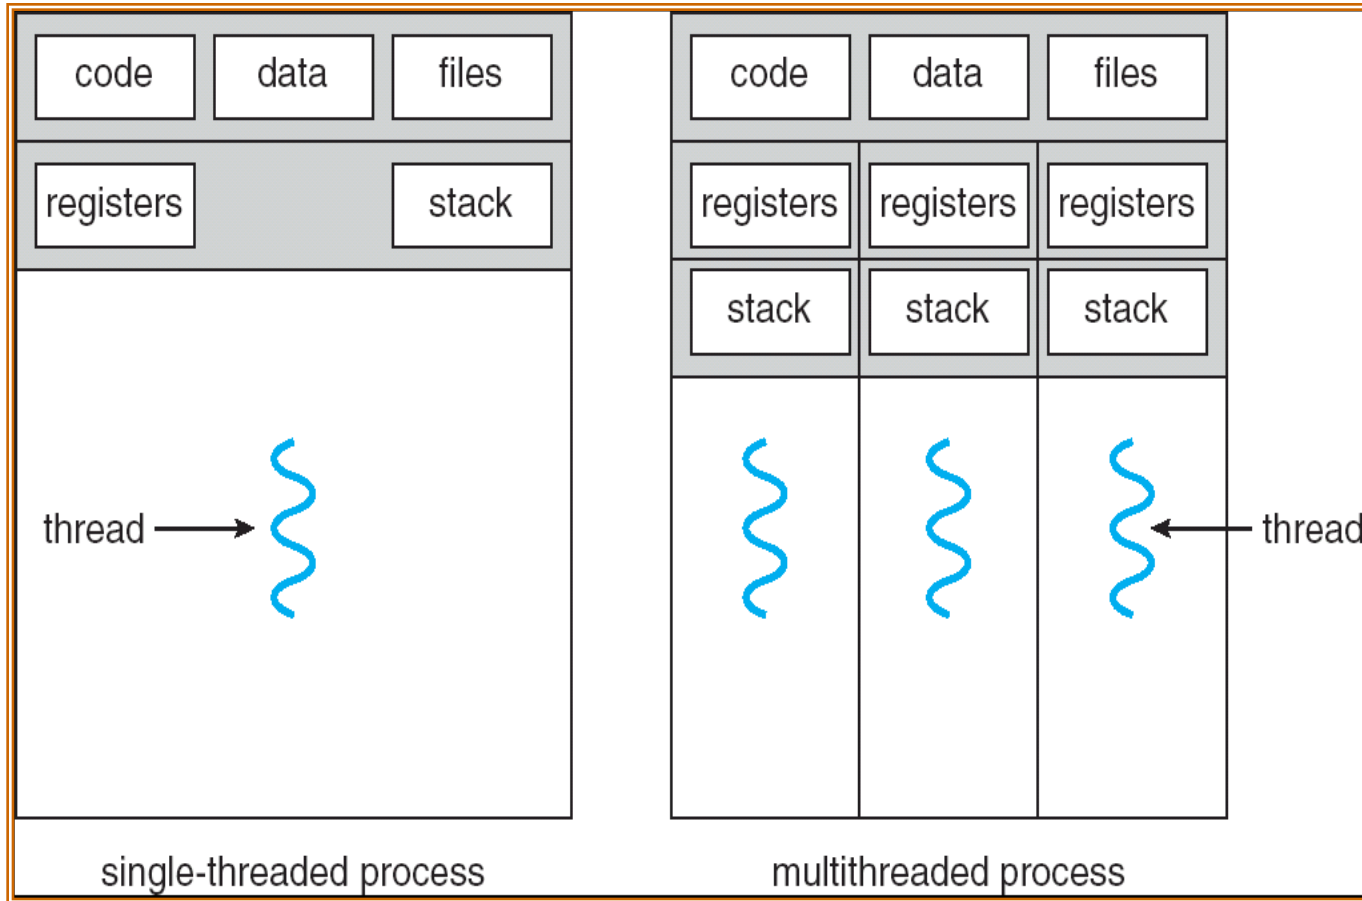 code data files
registers stack
thread
single-threaded process
code data files
registers registers registers
stack stack stack
thread
multithreaded process